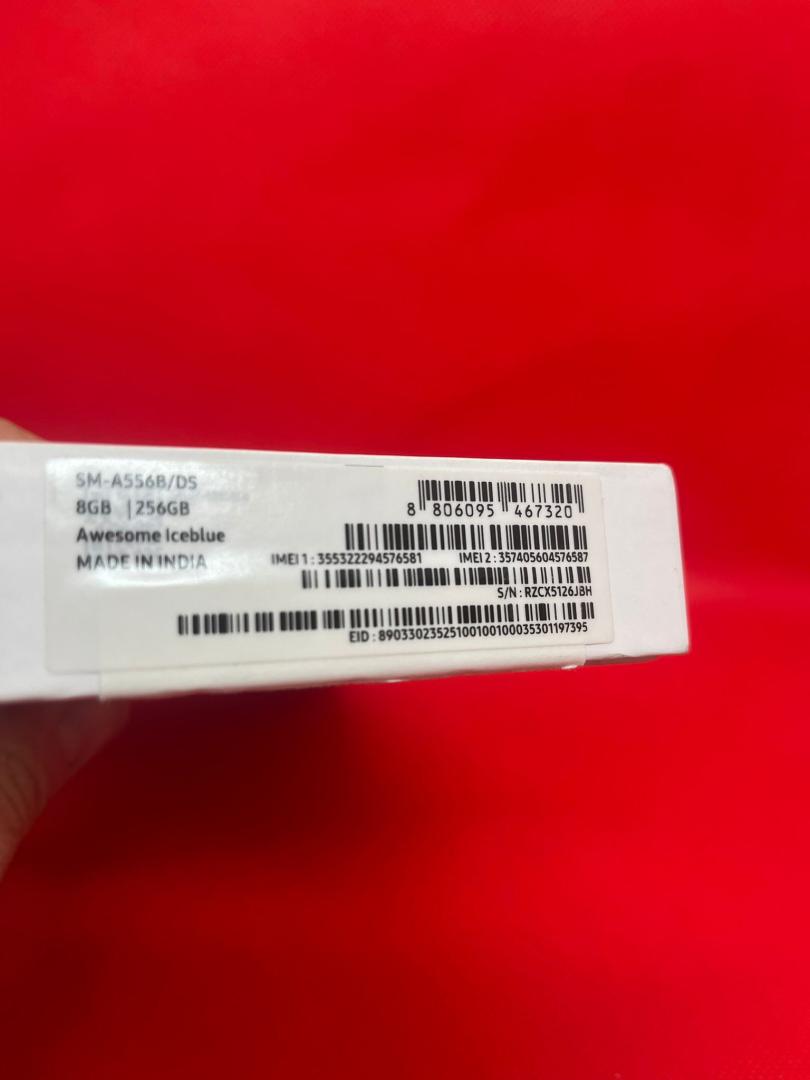 SM-A556B/DS
8GB | 256GB
Awesome Iceblue
MADE IN INDIA
8 806095 467320
IMEI 1 : 355322294576581 IMEI 2 : 357405604576587
S/N : RZCX5126JBH
EID : 89033023525100100100035301197395